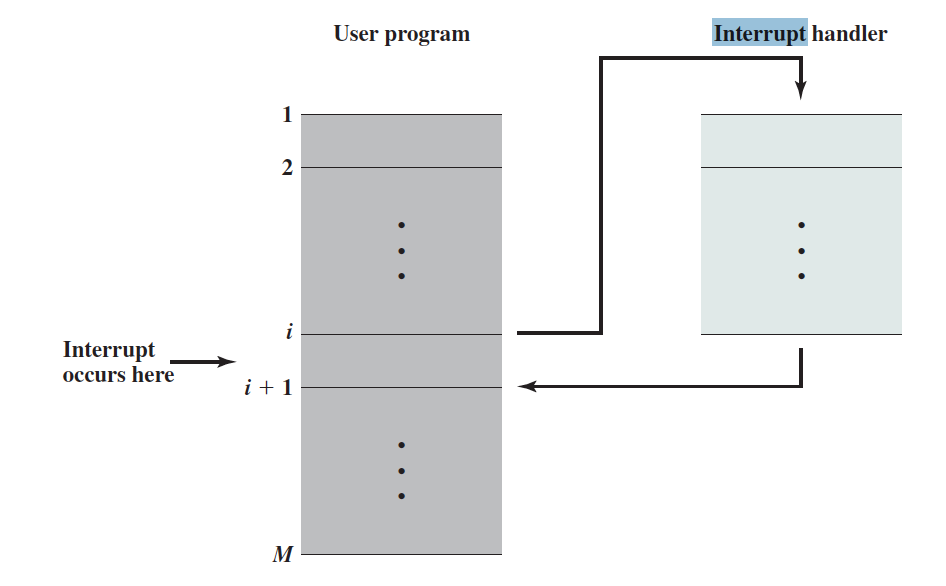 User program
Interrupt handler
1
2
i
Interrupt
occurs here
i + 1
M